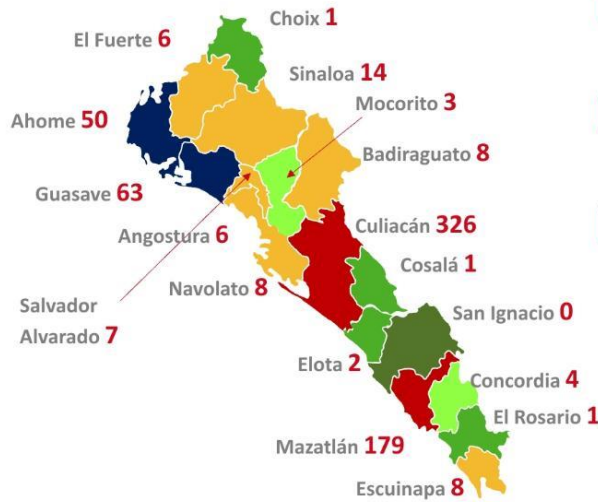 Choix 1
El Fuerte 6
Sinaloa 14
Mocorito 3
Ahome 50
Badiraguato 8
Guasave 63
Culiacán 326
Angostura 6
Cosalá 1
Navolato 8
Salvador
Alvarado 7
San Ignacio 0
Elota 2
Concordia 4
El Rosario 1
Mazatlán 179
Escuinapa 8